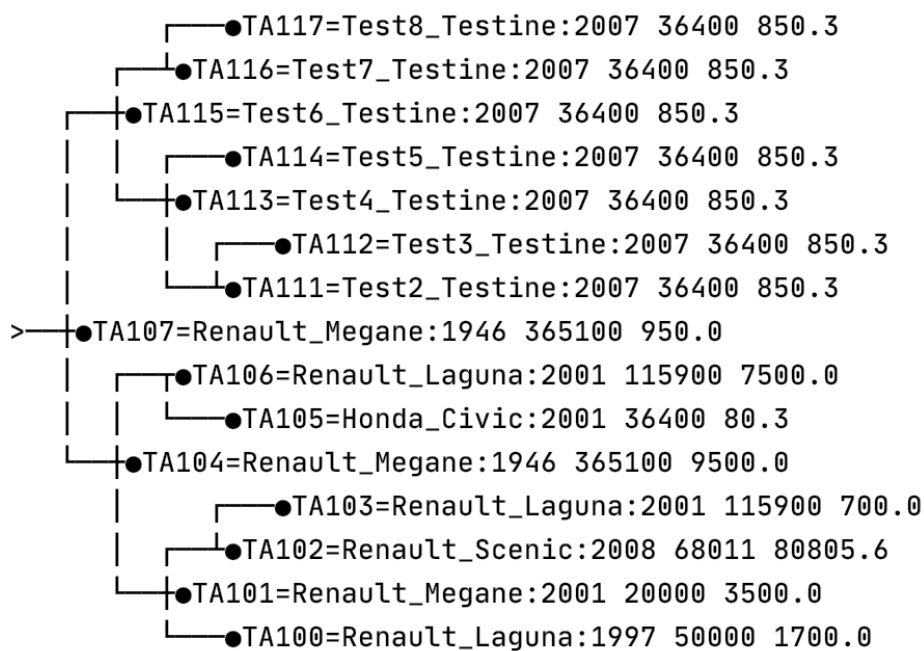 ┌───●TA117=Test8_Testine:2007 36400 850.3
┌──┴●TA116=Test7_Testine:2007 36400 850.3
┌──┼●TA115=Test6_Testine:2007 36400 850.3
│ │ ┌───●TA114=Test5_Testine:2007 36400 850.3
│ └──┼●TA113=Test4_Testine:2007 36400 850.3
│ │ ┌───●TA112=Test3_Testine:2007 36400 850.3
│ └──┴●TA111=Test2_Testine:2007 36400 850.3
>──┼●TA107=Renault_Megane:1946 365100 950.0
│ ┌──┬●TA106=Renault_Laguna:2001 115900 7500.0
│ │ └───●TA105=Honda_Civic:2001 36400 80.3
└──┼●TA104=Renault_Megane:1946 365100 9500.0
│ ┌───●TA103=Renault_Laguna:2001 115900 700.0
│ ┌──┴●TA102=Renault_Scenic:2008 68011 80805.6
└──┼●TA101=Renault_Megane:2001 20000 3500.0
└───●TA100=Renault_Laguna:1997 50000 1700.0